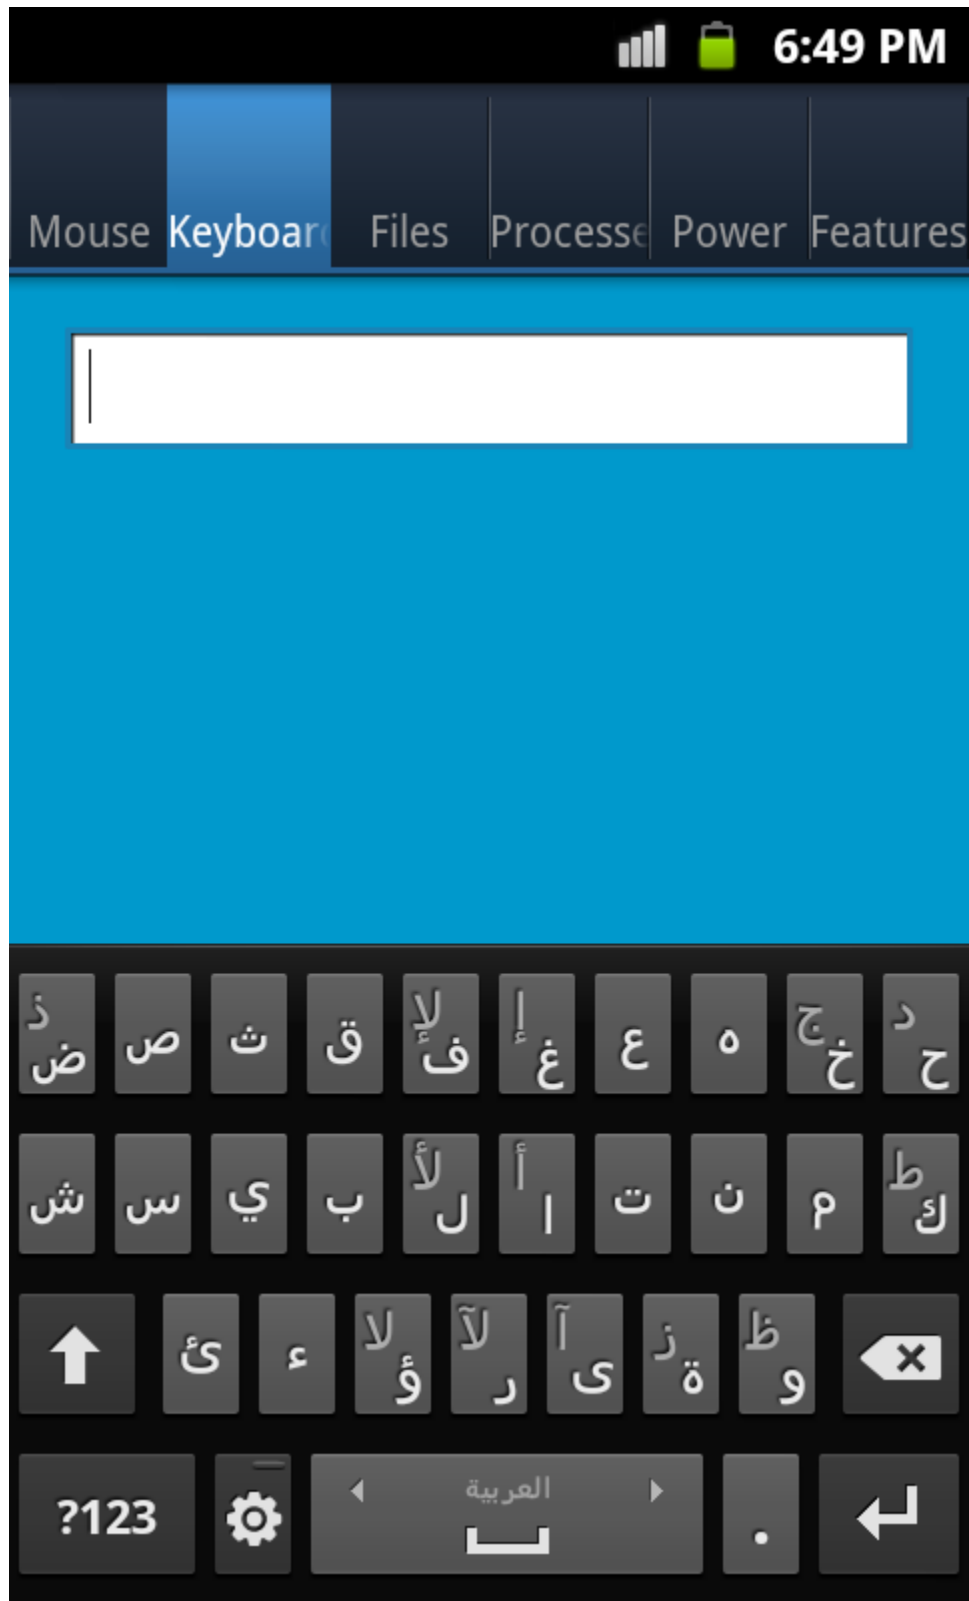 6:49 PM
Mouse Keyboar Files Processe Power Features
ذ ض ص ث ق لإ ف إ غ ع ه ج خ د ح
ش س ي ب لأ ل أ ا ت ن م ط ك
ئ ء لا ؤ لآ ر آ ى ز ة ظ و
?123 العربية .